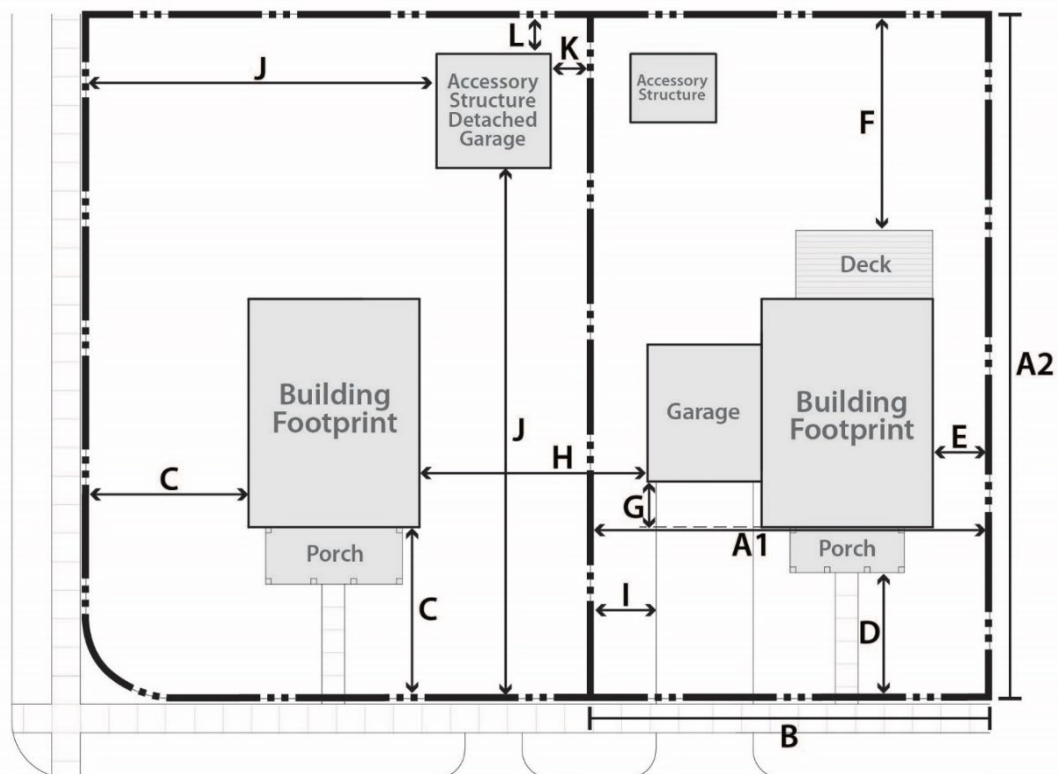 L
K
J
Accessory
Structure
Detached
Garage
Accessory
Structure
F
Deck
A2
Building
Footprint
Garage
Building
Footprint
J
E
H
C
G
A1
Porch
Porch
I
C
D
B